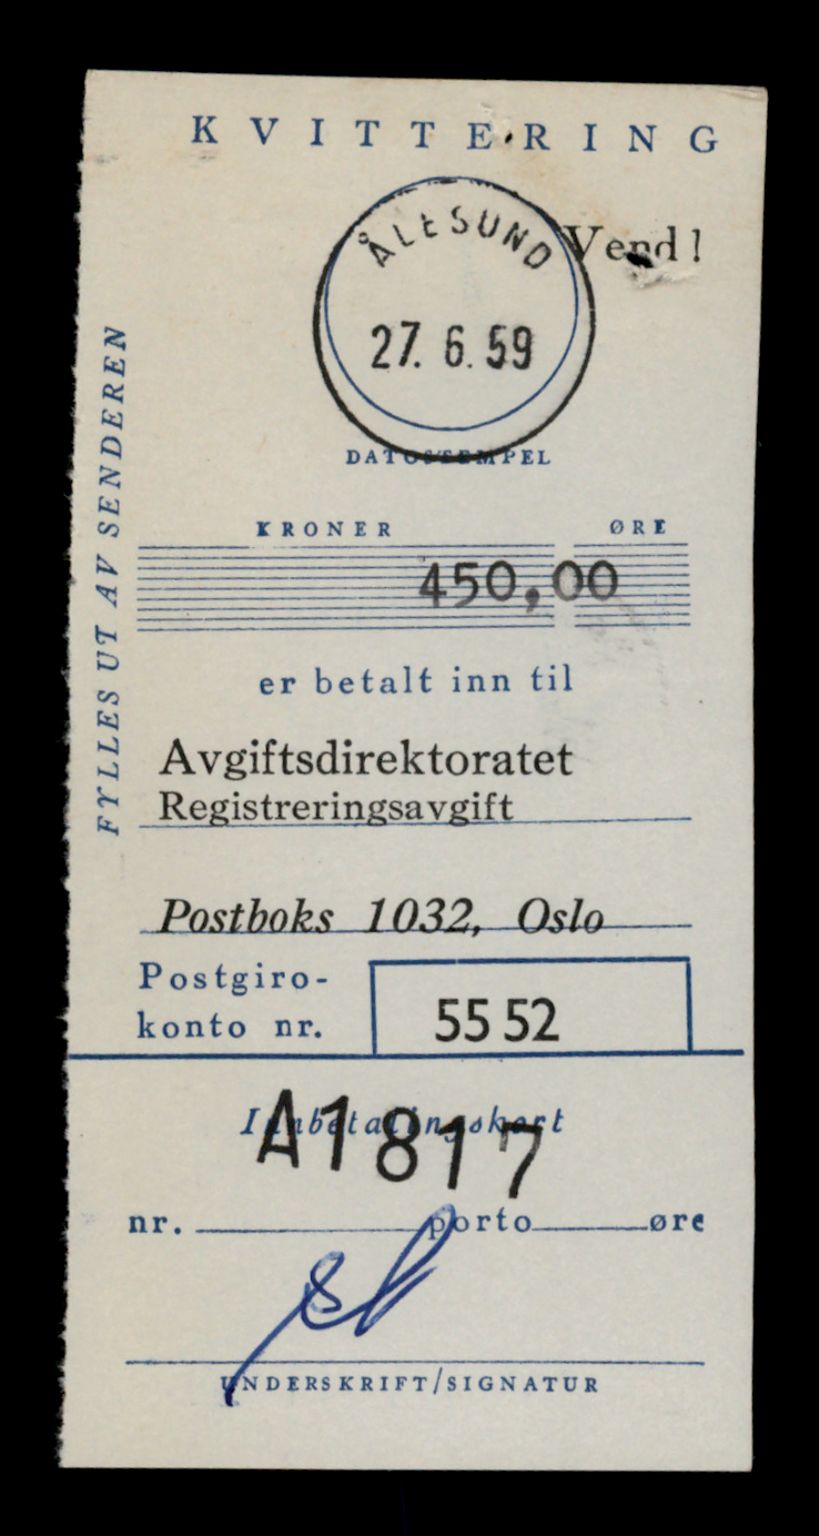 KVITTERING
Vend!
ÅLESUND
27. 6. 59
DATOSTEMPEL
FYLLES UT AV SENDEREN
KRONER ØRE
450,00
er betalt inn til
Avgiftsdirektoratet
Registreringsavgift
Postboks 1032, Oslo
Postgiro-
konto nr. 55 52
Innbetalingskort
A1817
nr. porto øre
UNDERSKRIFT/SIGNATUR